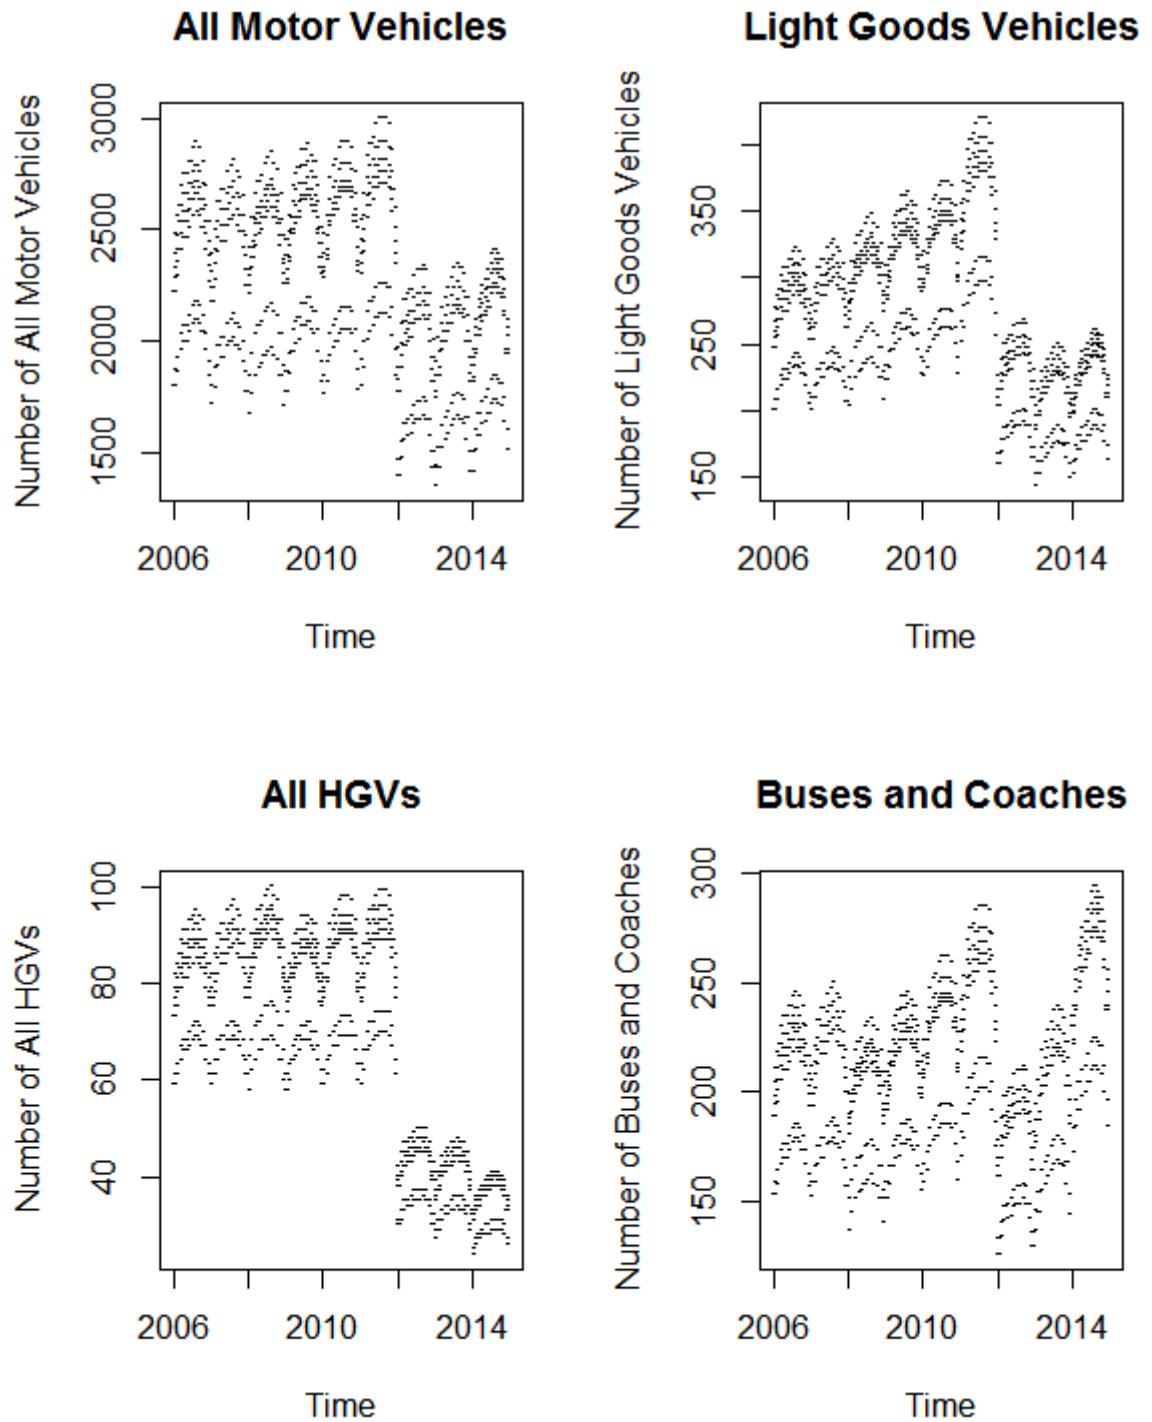 All Motor Vehicles
Number of All Motor Vehicles
3000
2500
2000
1500
2006 2010 2014
Time
Light Goods Vehicles
Number of Light Goods Vehicles
350
250
150
2006 2010 2014
Time
All HGVs
Number of All HGVs
100
80
60
40
2006 2010 2014
Time
Buses and Coaches
Number of Buses and Coaches
300
250
200
150
2006 2010 2014
Time